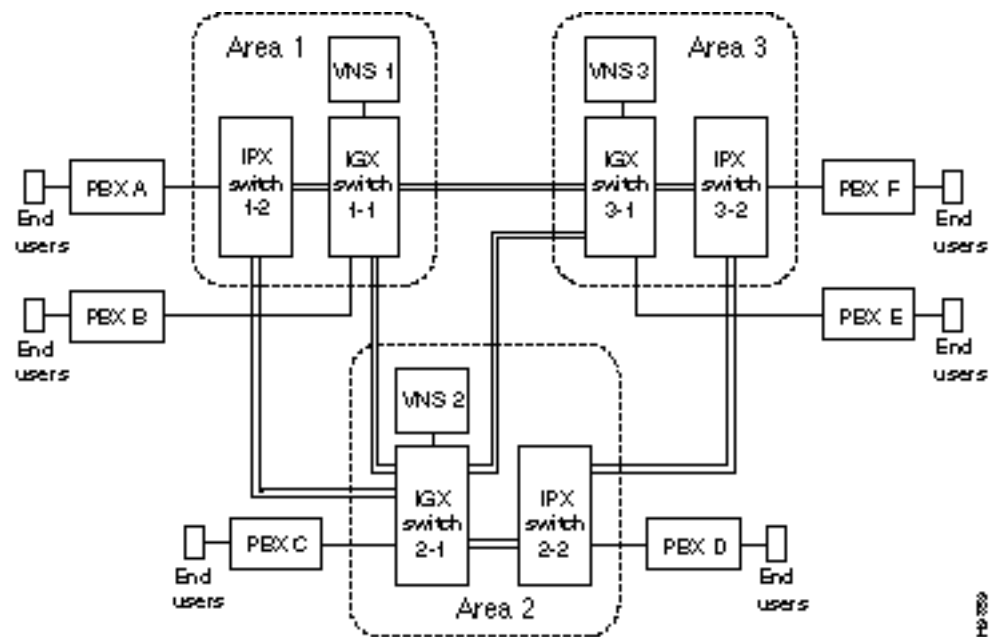 Area 1
Area 3
VNS 1
VNS 3
PBX A
IPX
switch
1-2
IGX
switch
1-1
IGX
switch
3-1
IPX
switch
3-2
PBX F
End
users
End
users
PBX B
PBX E
End
users
End
users
VNS 2
IGX
switch
2-1
IPX
switch
2-2
PBX C
PBX D
End
users
End
users
Area 2